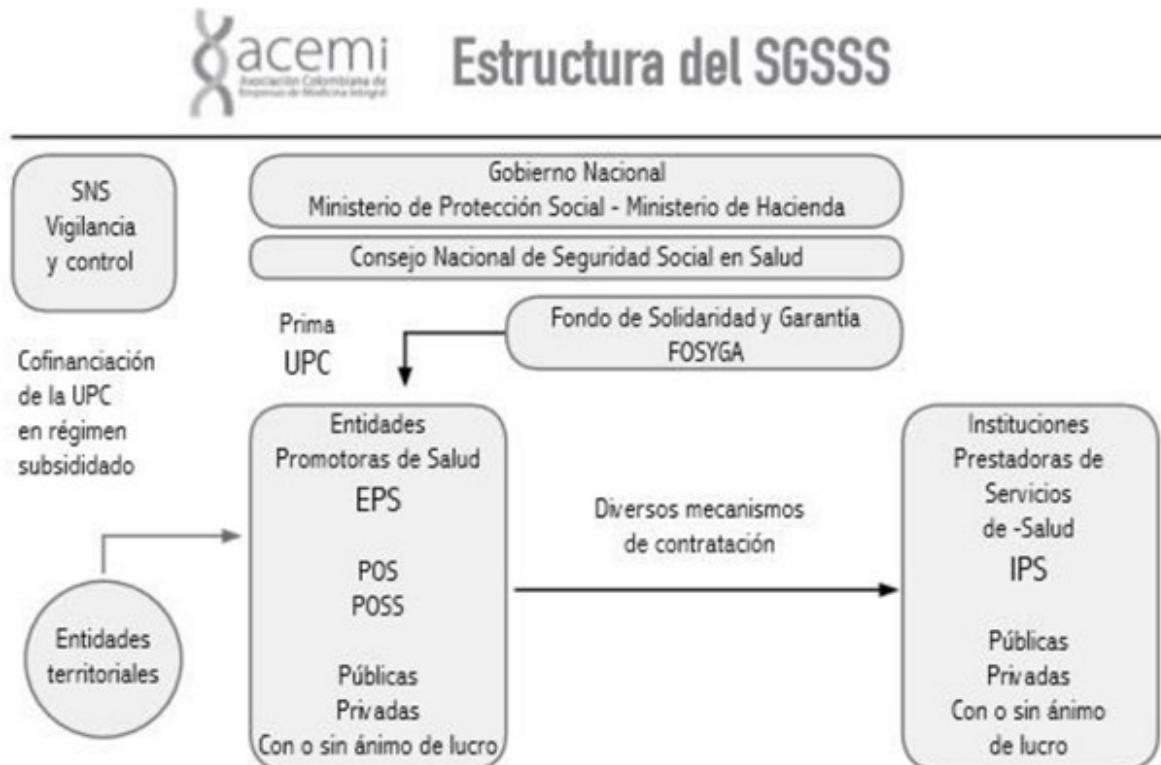 acemi
Asociación Colombiana de
Empresas de Medicina Integral
Estructura del SGSSS
SNS
Vigilancia
y control
Gobierno Nacional
Ministerio de Protección Social - Ministerio de Hacienda
Consejo Nacional de Seguridad Social en Salud
Fondo de Solidaridad y Garantía
FOSYGA
Prima
UPC
Cofinanciación
de la UPC
en régimen
subsididado
Entidades
territoriales
Entidades
Promotoras de Salud
EPS
POS
POSS
Públicas
Privadas
Con o sin ánimo de lucro
Diversos mecanismos
de contratación
Instituciones
Prestadoras de
Servicios
de -Salud
IPS
Públicas
Privadas
Con o sin ánimo
de lucro